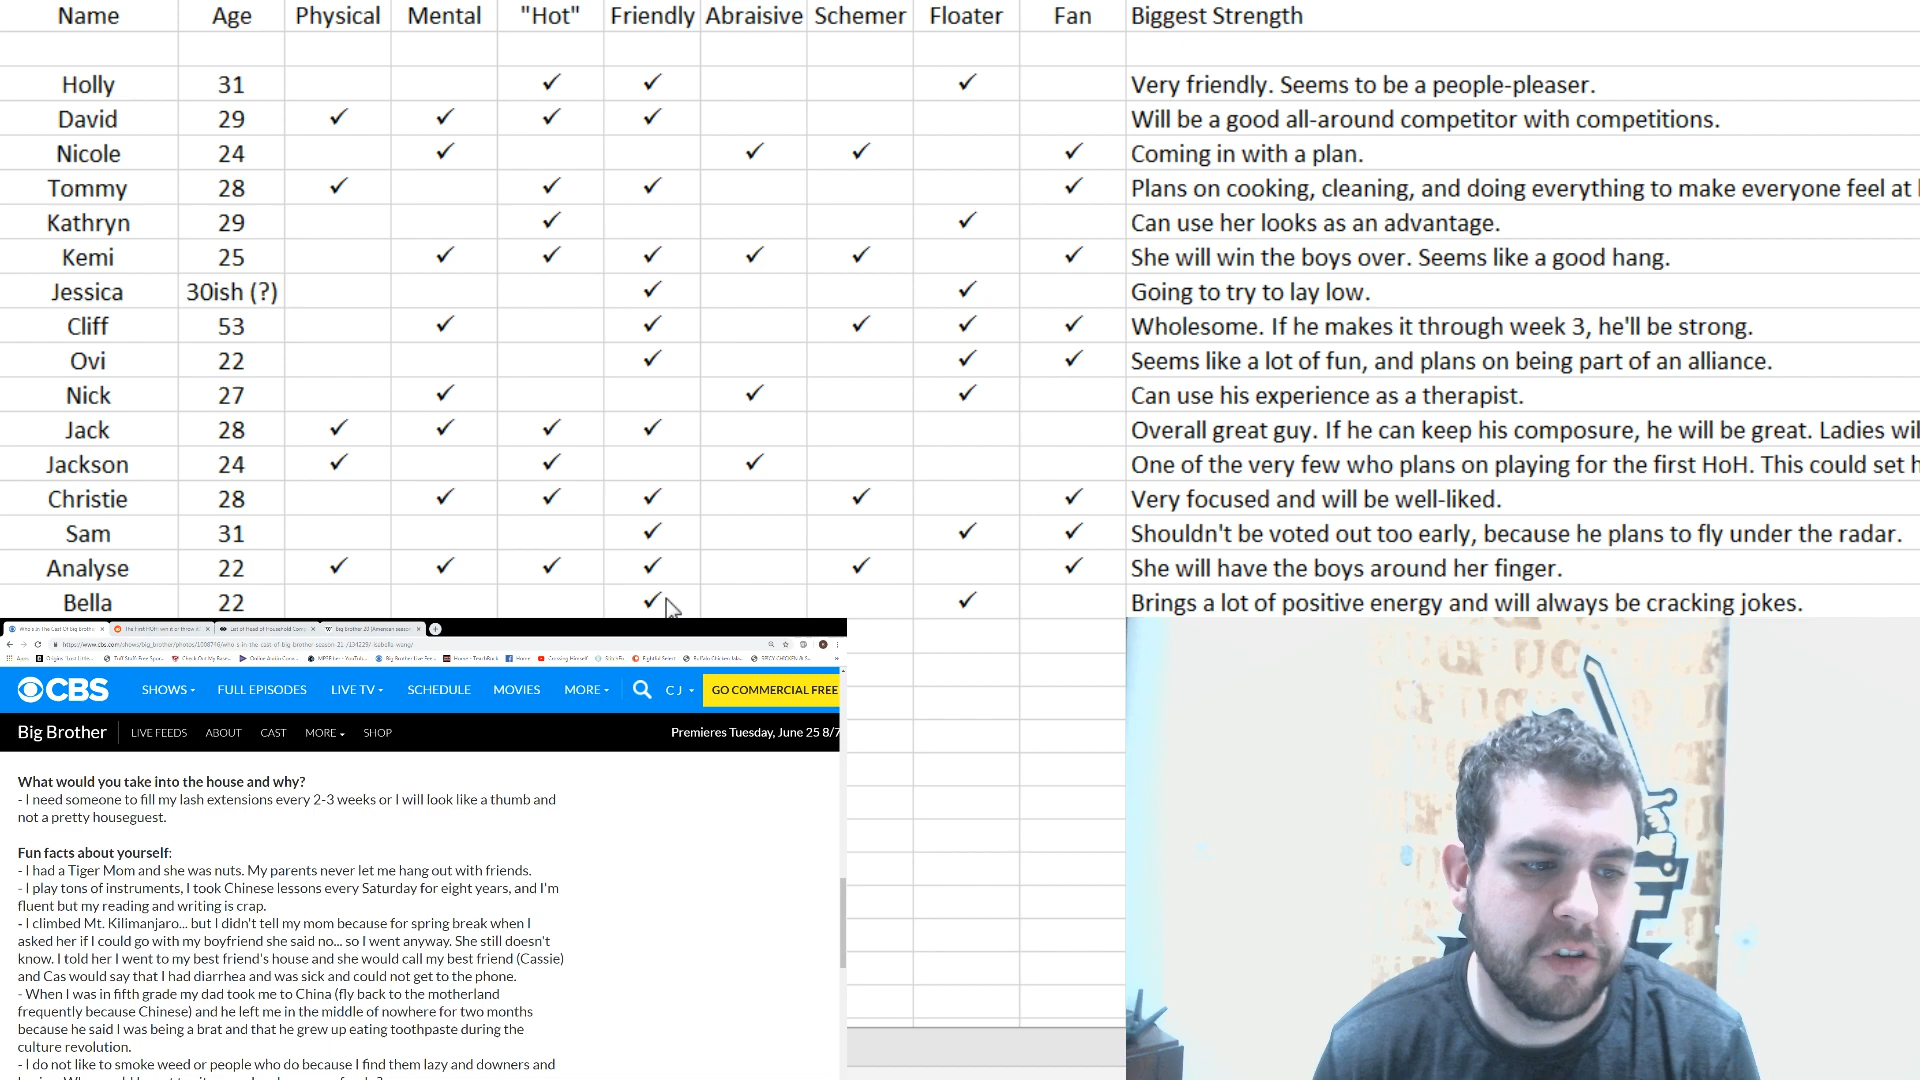 Name Age Physical Mental "Hot" Friendly Abraisive Schemer Floater Fan Biggest Strength
Holly 31 ✓ ✓ ✓ Very friendly. Seems to be a people-pleaser.
David 29 ✓ ✓ ✓ ✓ Will be a good all-around competitor with competitions.
Nicole 24 ✓ ✓ ✓ ✓ Coming in with a plan.
Tommy 28 ✓ ✓ ✓ ✓ Plans on cooking, cleaning, and doing everything to make everyone feel at
Kathryn 29 ✓ ✓ Can use her looks as an advantage.
Kemi 25 ✓ ✓ ✓ ✓ ✓ ✓ She will win the boys over. Seems like a good hang.
Jessica 30ish (?) ✓ ✓ Going to try to lay low.
Cliff 53 ✓ ✓ ✓ ✓ ✓ Wholesome. If he makes it through week 3, he'll be strong.
Ovi 22 ✓ ✓ ✓ Seems like a lot of fun, and plans on being part of an alliance.
Nick 27 ✓ ✓ ✓ Can use his experience as a therapist.
Jack 28 ✓ ✓ ✓ ✓ Overall great guy. If he can keep his composure, he will be great. Ladies wil
Jackson 24 ✓ ✓ ✓ One of the very few who plans on playing for the first HoH. This could set
Christie 28 ✓ ✓ ✓ ✓ ✓ Very focused and will be well-liked.
Sam 31 ✓ ✓ ✓ Shouldn't be voted out too early, because he plans to fly under the radar.
Analyse 22 ✓ ✓ ✓ ✓ ✓ ✓ She will have the boys around her finger.
Bella 22 ✓ ✓ Brings a lot of positive energy and will always be cracking jokes.
CBS SHOWS FULL EPISODES LIVE TV SCHEDULE MOVIES MORE C J GO COMMERCIAL FREE
Big Brother LIVE FEEDS ABOUT CAST MORE SHOP Premieres Tuesday, June 25 8/7
What would you take into the house and why?
- I need someone to fill my lash extensions every 2-3 weeks or I will look like a thumb and
not a pretty houseguest.
Fun facts about yourself:
- I had a Tiger Mom and she was nuts. My parents never let me hang out with friends.
- I play tons of instruments, I took Chinese lessons every Saturday for eight years, and I'm
fluent but my reading and writing is crap.
- I climbed Mt. Kilimanjaro... but I didn't tell my mom because for spring break when I
asked her if I could go with my boyfriend she said no... so I went anyway. She still doesn't
know. I told her I went to my best friend's house and she would call my best friend (Cassie)
and Cas would say that I had diarrhea and was sick and could not get to the phone.
- When I was in fifth grade my dad took me to China (fly back to the motherland
frequently because Chinese) and he left me in the middle of nowhere for two months
because he said I was being a brat and that he grew up eating toothpaste during the
culture revolution.
- I do not like to smoke weed or people who do because I find them lazy and downers and